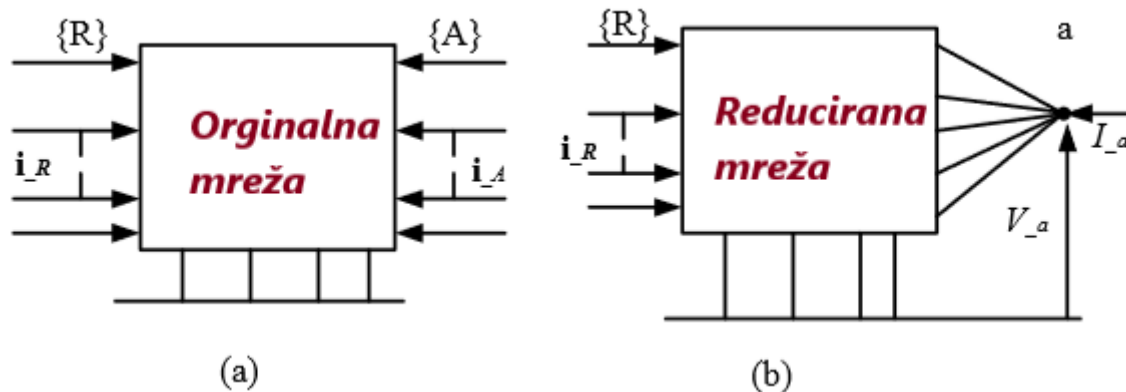 {R}
{A}
Orginalna
mreža
i_R
i_A
(a)
{R}
a
Reducirana
mreža
i_R
I_a
V_a
(b)